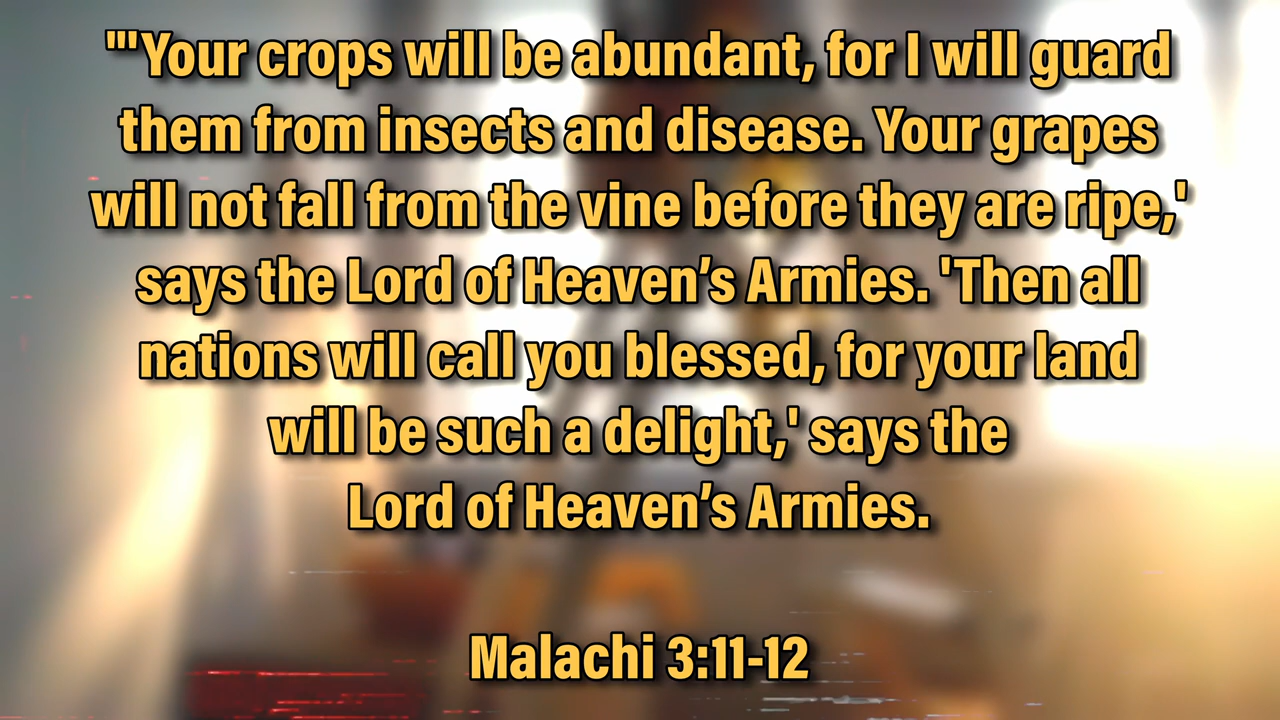 "'Your crops will be abundant, for I will guard
them from insects and disease. Your grapes
will not fall from the vine before they are ripe,'
says the Lord of Heaven’s Armies. 'Then all
nations will call you blessed, for your land
will be such a delight,' says the
Lord of Heaven’s Armies.
Malachi 3:11-12